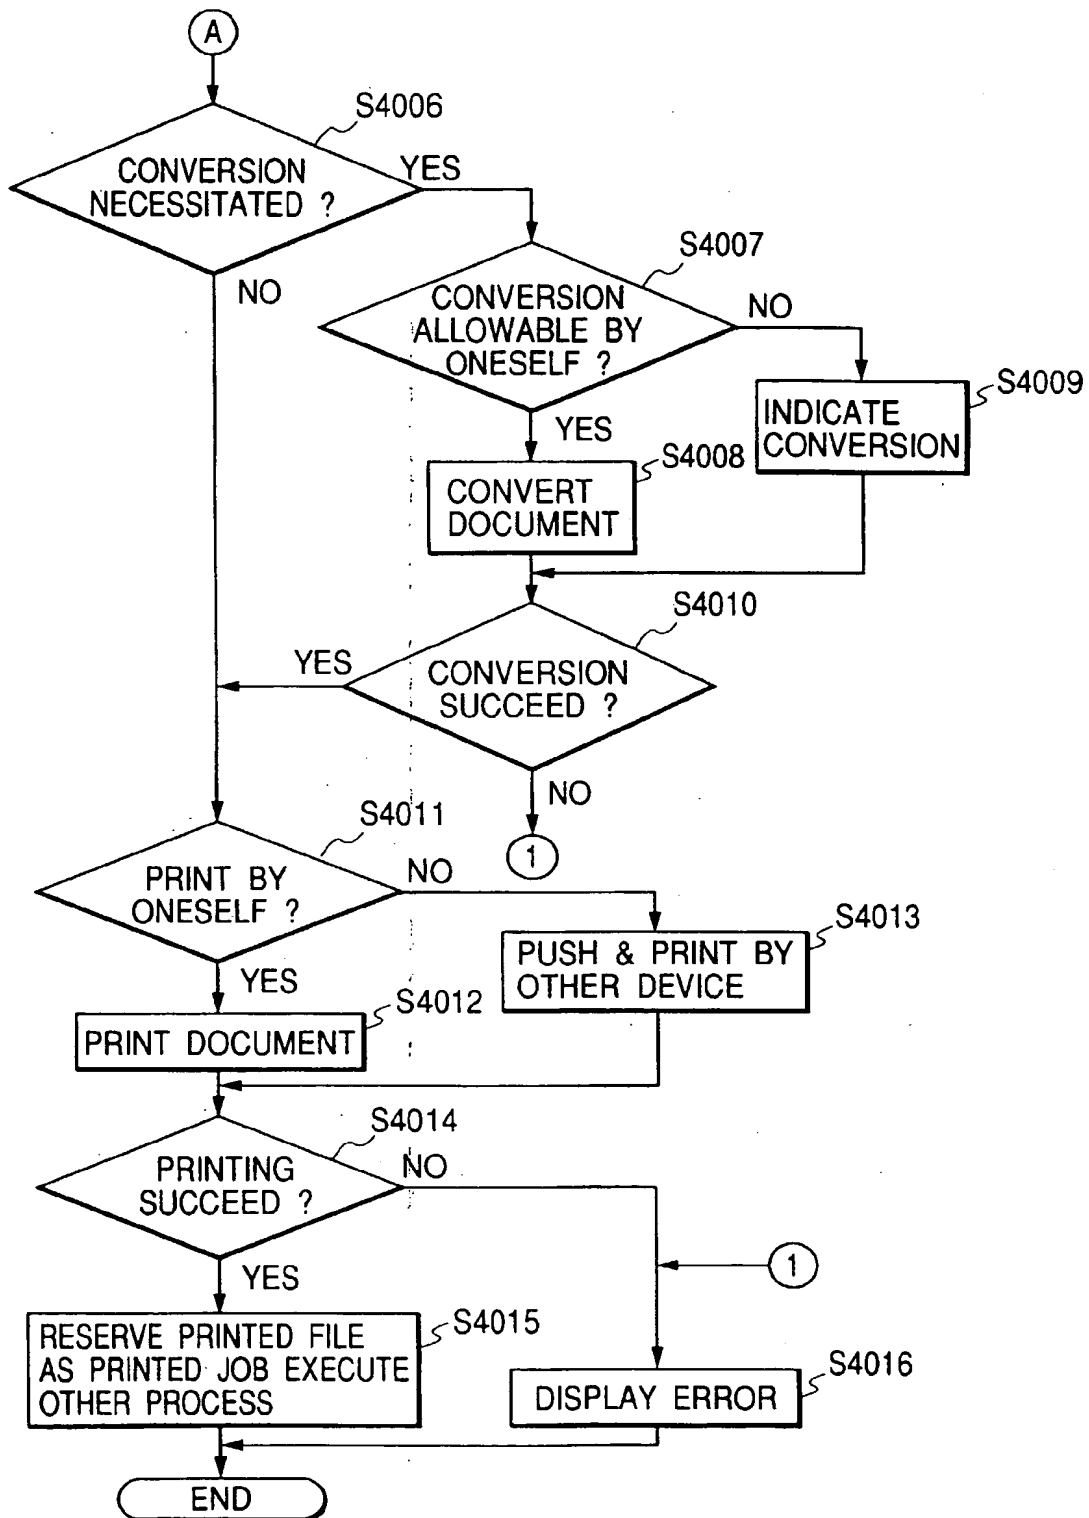 A
S4006
CONVERSION
NECESSITATED ?
YES
NO
S4007
CONVERSION
ALLOWABLE BY
ONESELF ?
NO
YES
S4009
INDICATE
CONVERSION
S4008
CONVERT
DOCUMENT
S4010
CONVERSION
SUCCEED ?
YES
NO
1
S4011
PRINT BY
ONESELF ?
NO
YES
S4013
PUSH & PRINT BY
OTHER DEVICE
S4012
PRINT DOCUMENT
S4014
PRINTING
SUCCEED ?
NO
YES
1
S4015
RESERVE PRINTED FILE
AS PRINTED JOB EXECUTE
OTHER PROCESS
S4016
DISPLAY ERROR
END